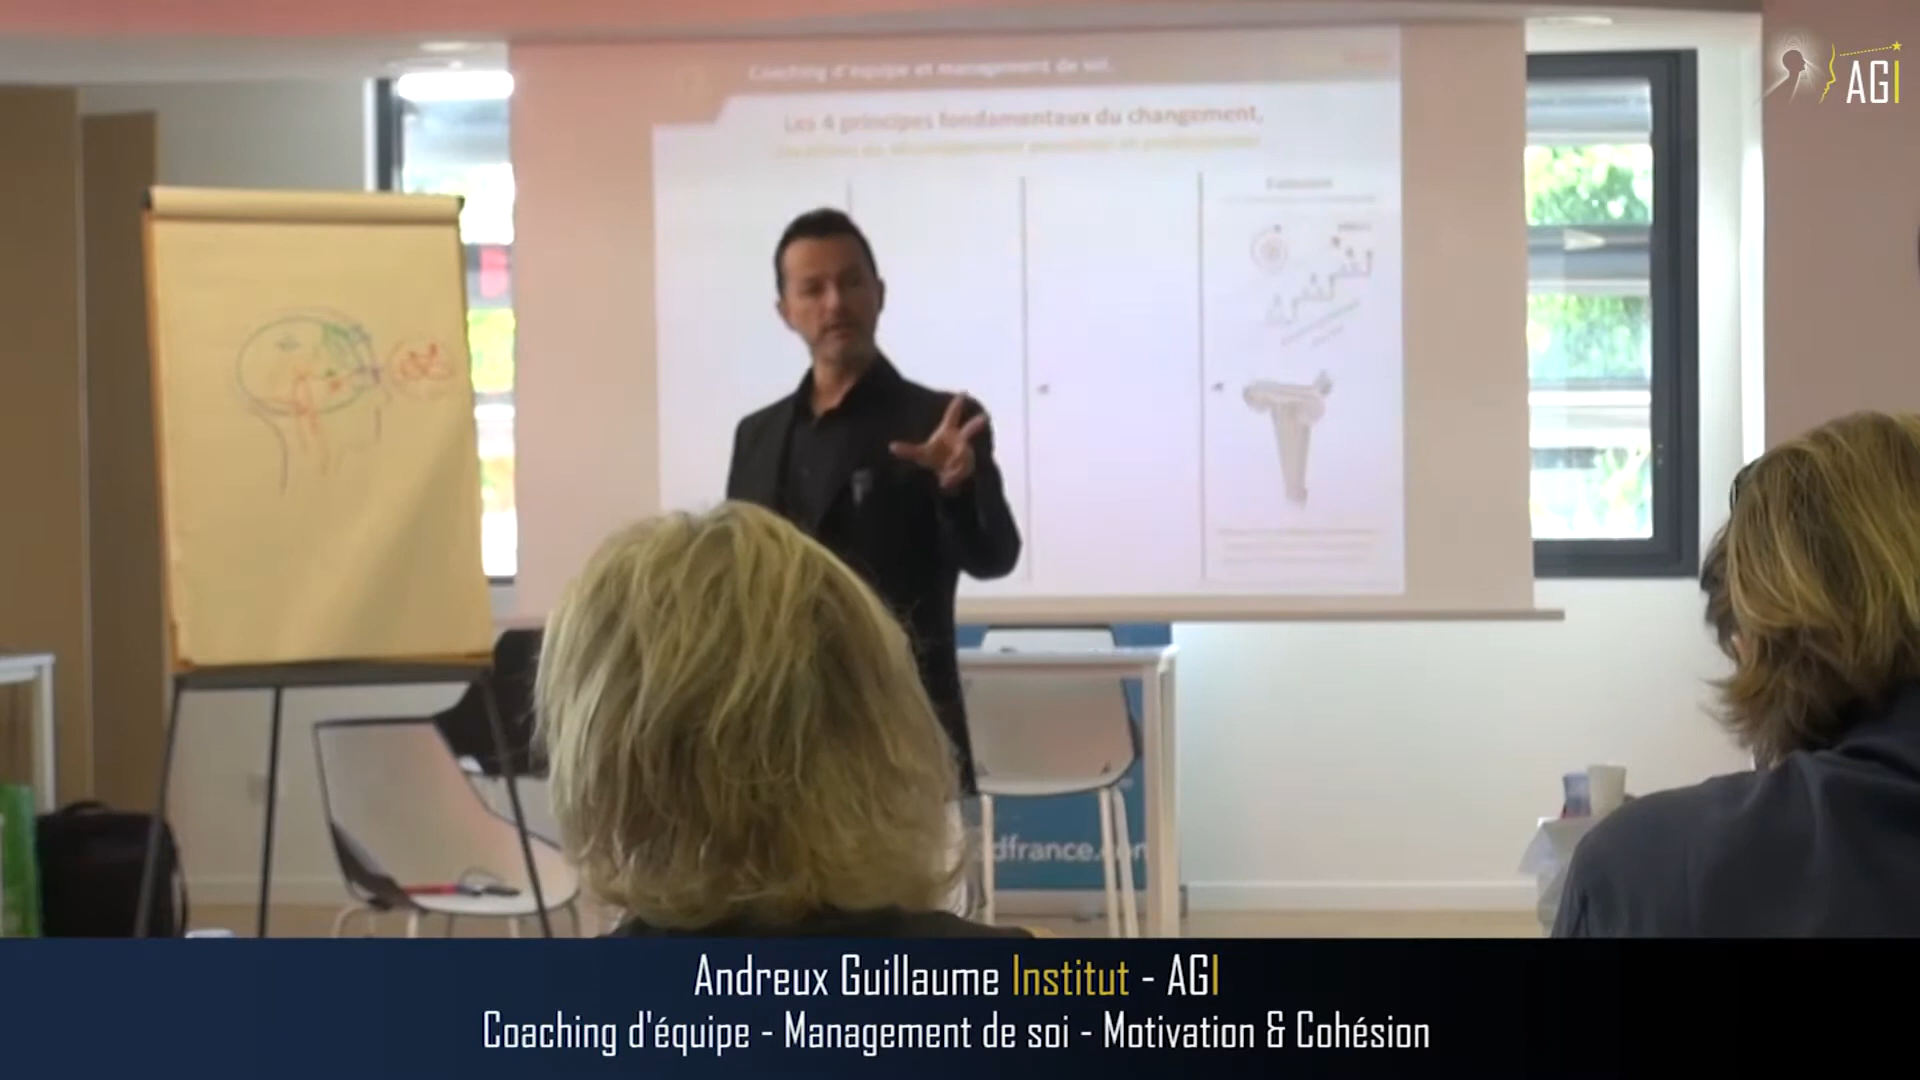 Coaching d'équipe et management de soi.
Les 4 principes fondamentaux du changement,
AGI
dfrance.com
Andreux Guillaume Institut - AGI
Coaching d'équipe - Management de soi - Motivation & Cohésion